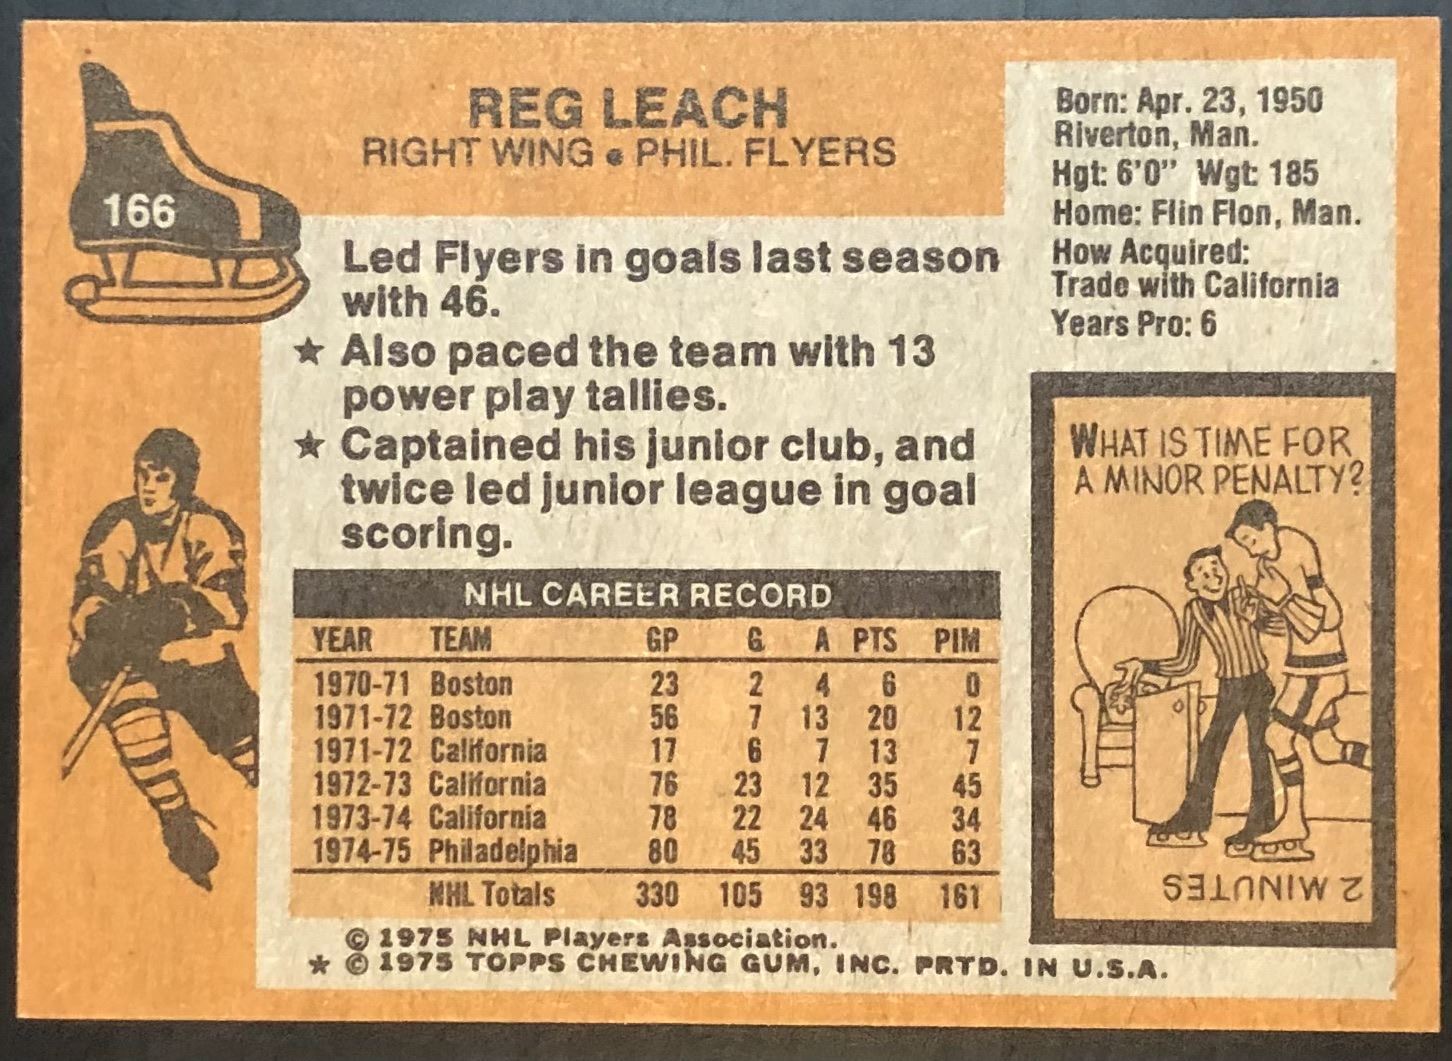 166
REG LEACH
RIGHT WING • PHIL. FLYERS
Born: Apr. 23, 1950
Riverton, Man.
Hgt: 6'0" Wgt: 185
Home: Flin Flon, Man.
How Acquired:
Trade with California
Years Pro: 6
Led Flyers in goals last season
with 46.
★ Also paced the team with 13
power play tallies.
★ Captained his junior club, and
twice led junior league in goal
scoring.
NHL CAREER RECORD
YEAR TEAM GP G A PTS PIM
1970-71 Boston 23 2 4 6 0
1971-72 Boston 56 7 13 20 12
1971-72 California 17 6 7 13 7
1972-73 California 76 23 12 35 45
1973-74 California 78 22 24 46 34
1974-75 Philadelphia 80 45 33 78 63
NHL Totals 330 105 93 198 161
© 1975 NHL Players Association.
★ © 1975 TOPPS CHEWING GUM, INC. PRTD. IN U.S.A.
WHAT IS TIME FOR
A MINOR PENALTY?
2 MINUTES